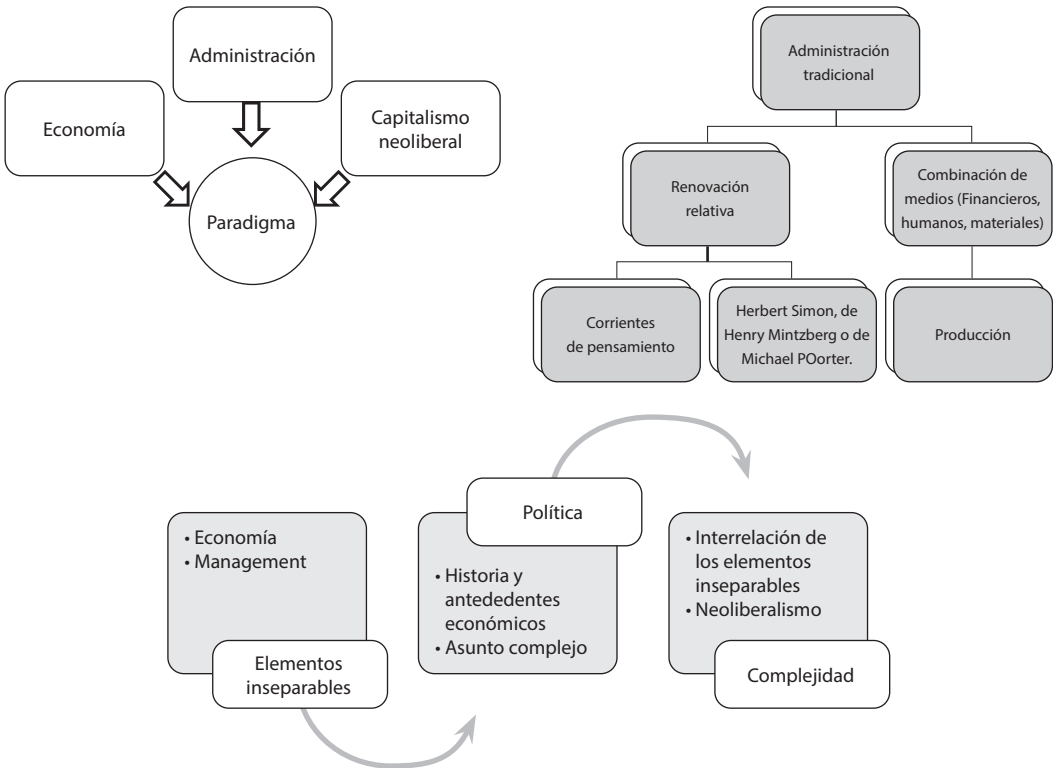 Administración
Economía
Capitalismo
neoliberal
Paradigma
Administración
tradicional
Renovación
relativa
Combinación de
medios (Financieros,
humanos, materiales)
Corrientes
de pensamiento
Herbert Simon, de
Henry Mintzberg o de
Michael POorter.
Producción
• Economía
• Management
Elementos
inseparables
Política
• Historia y
antededentes
económicos
• Asunto complejo
• Interrelación de
los elementos
inseparables
• Neoliberalismo
Complejidad